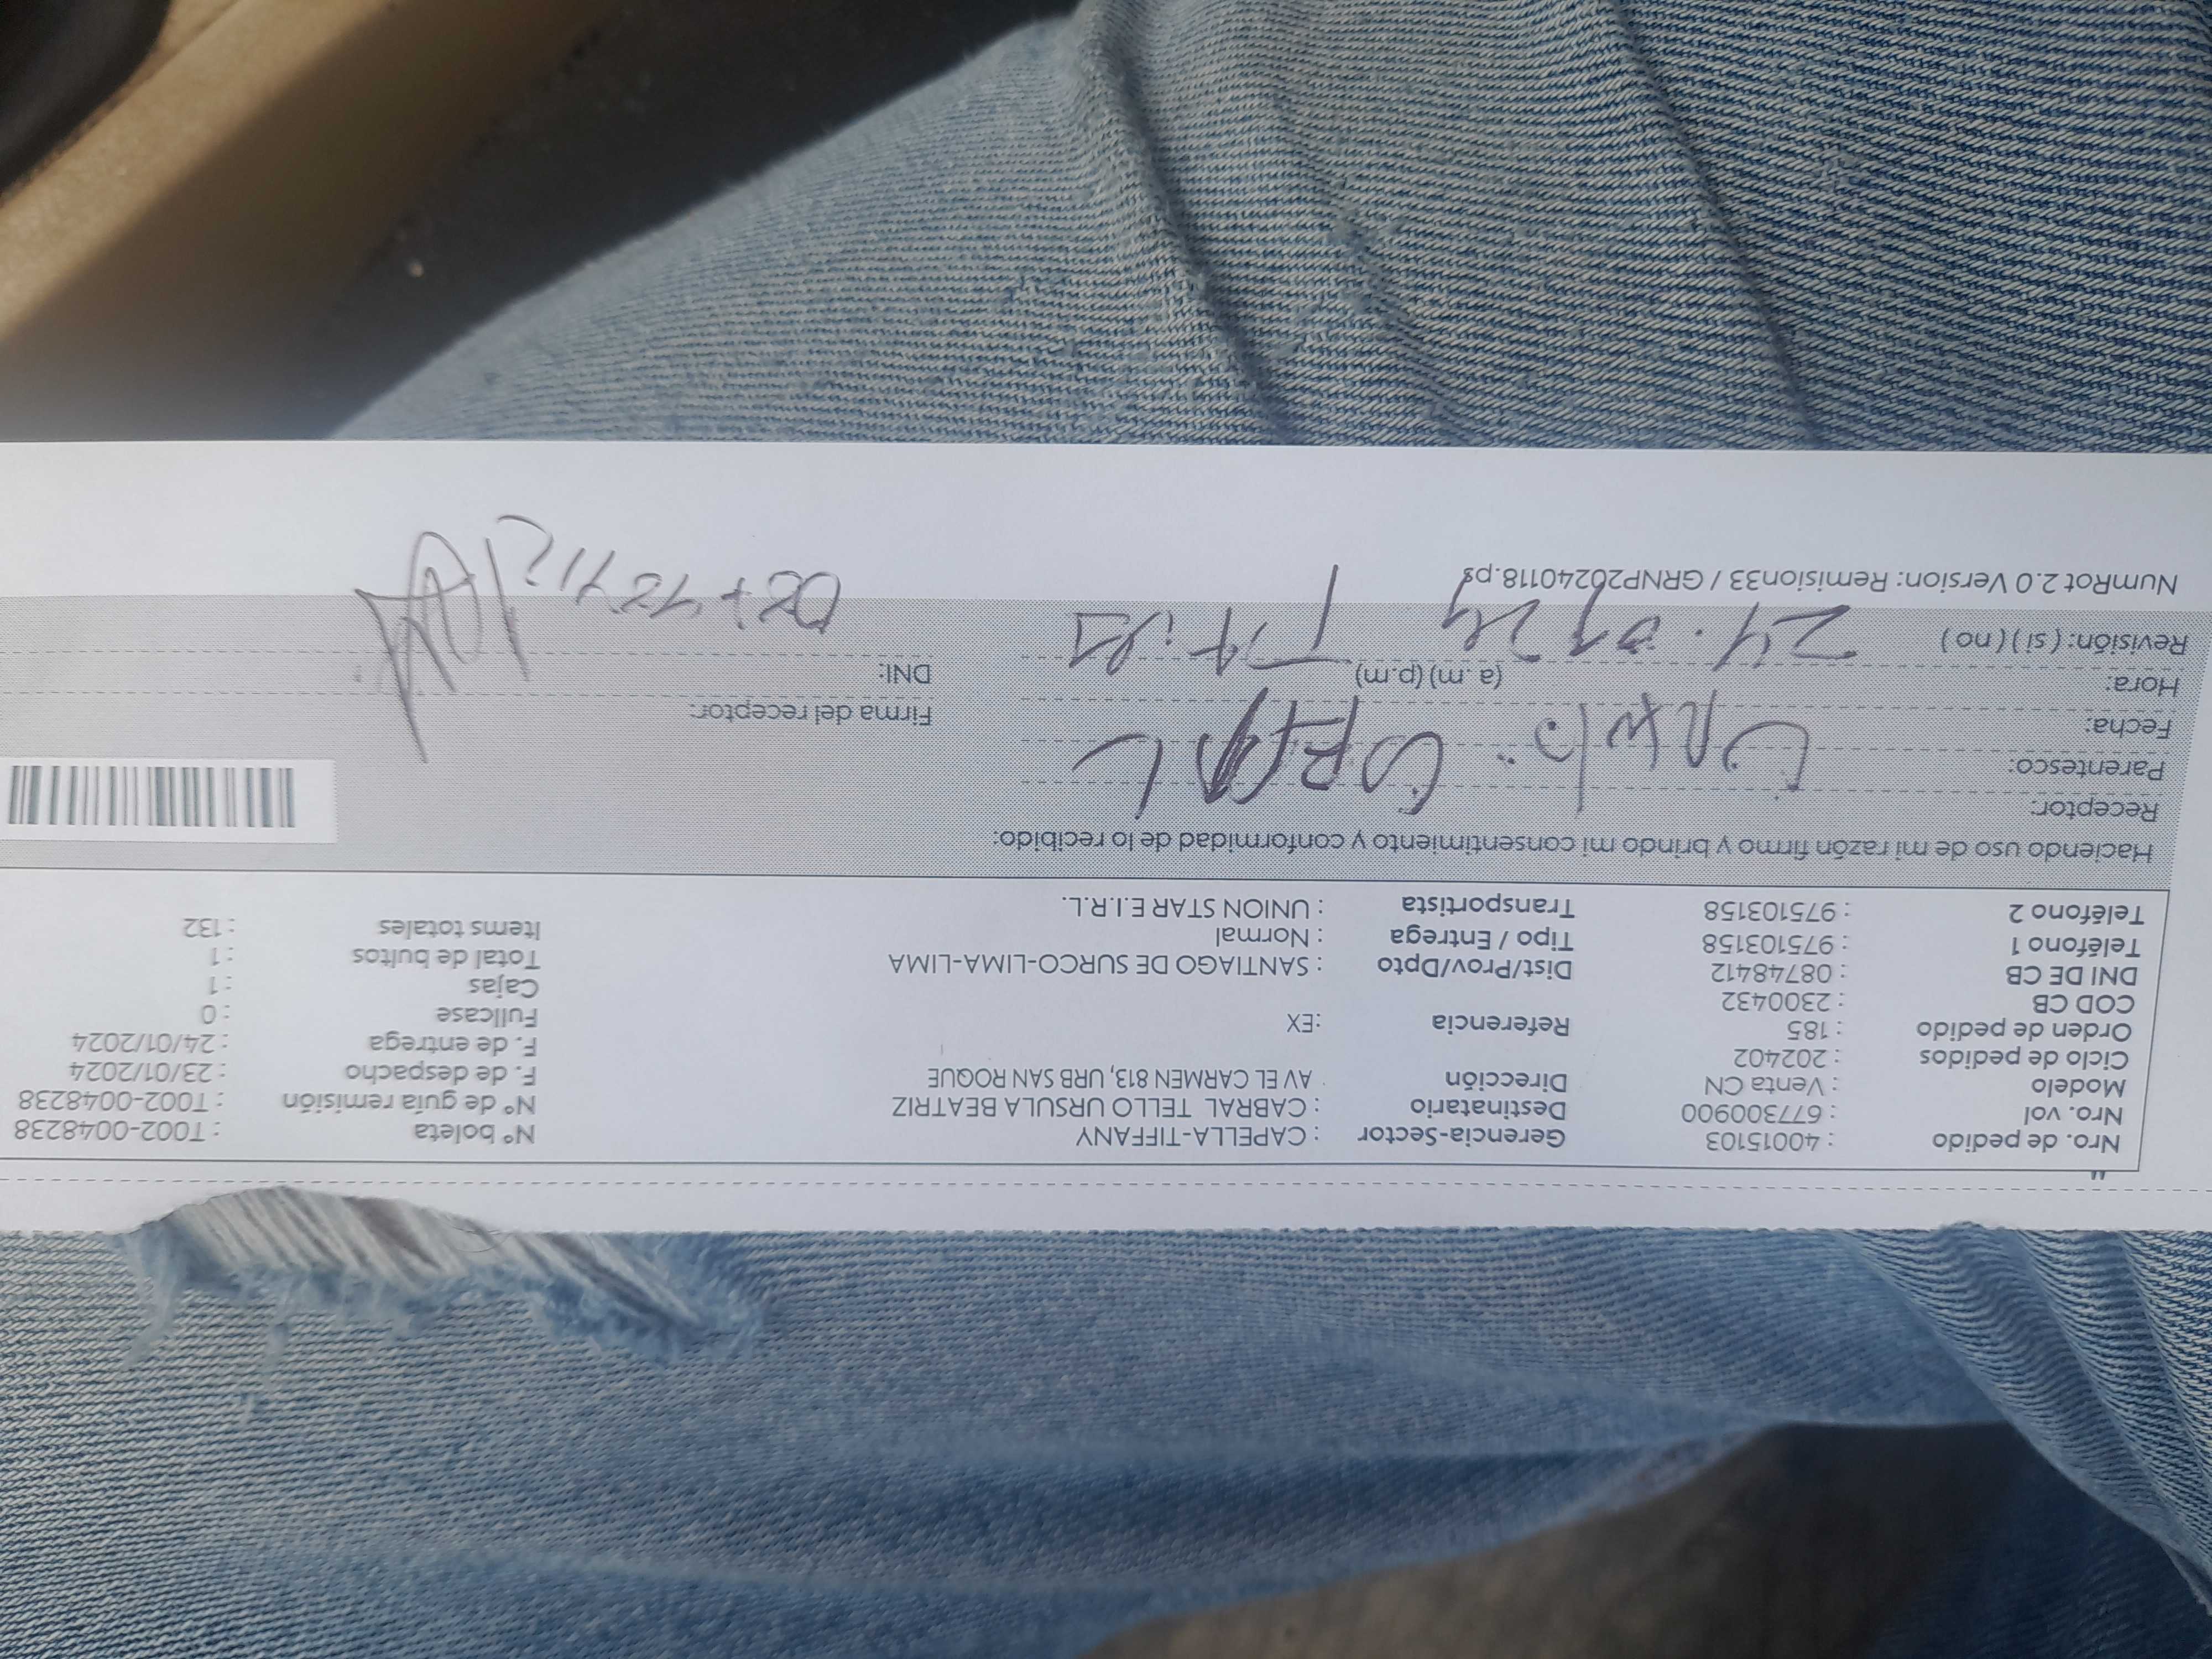 Nro. de pedido : 40015103 Gerencia-Sector : CAPELLA-TIFFANY N° boleta : T002-0048238
Nro. vol : 677300900 Destinatario : CABRAL TELLO URSULA BEATRIZ N° de guía remisión : T002-0048238
Modelo : Venta CN Dirección AV EL CARMEN 813, URB SAN ROQUE F. de despacho : 23/01/2024
Ciclo de pedidos : 202402 F. de entrega : 24/01/2024
Orden de pedido : 185 Referencia :EX Fullcase : 0
COD CB : 2300432 Cajas : 1
DNI DE CB : 08748412 Dist/Prov/Dpto : SANTIAGO DE SURCO-LIMA-LIMA Total de bultos : 1
Teléfono 1 : 975103158 Tipo / Entrega : Normal Items totales : 132
Teléfono 2 : 975103158 Transportista : UNION STAR E.I.R.L.
Haciendo uso de mi razón firmo y brindo mi consentimiento y conformidad de lo recibido:
Receptor:
Parentesco:
Fecha: Firma del receptor:
Hora: (a.m) (p.m) DNI:
Revisión: ( si ) ( no )
NumRot 2.0 Version: Remision33 / GRNP20240118.ps